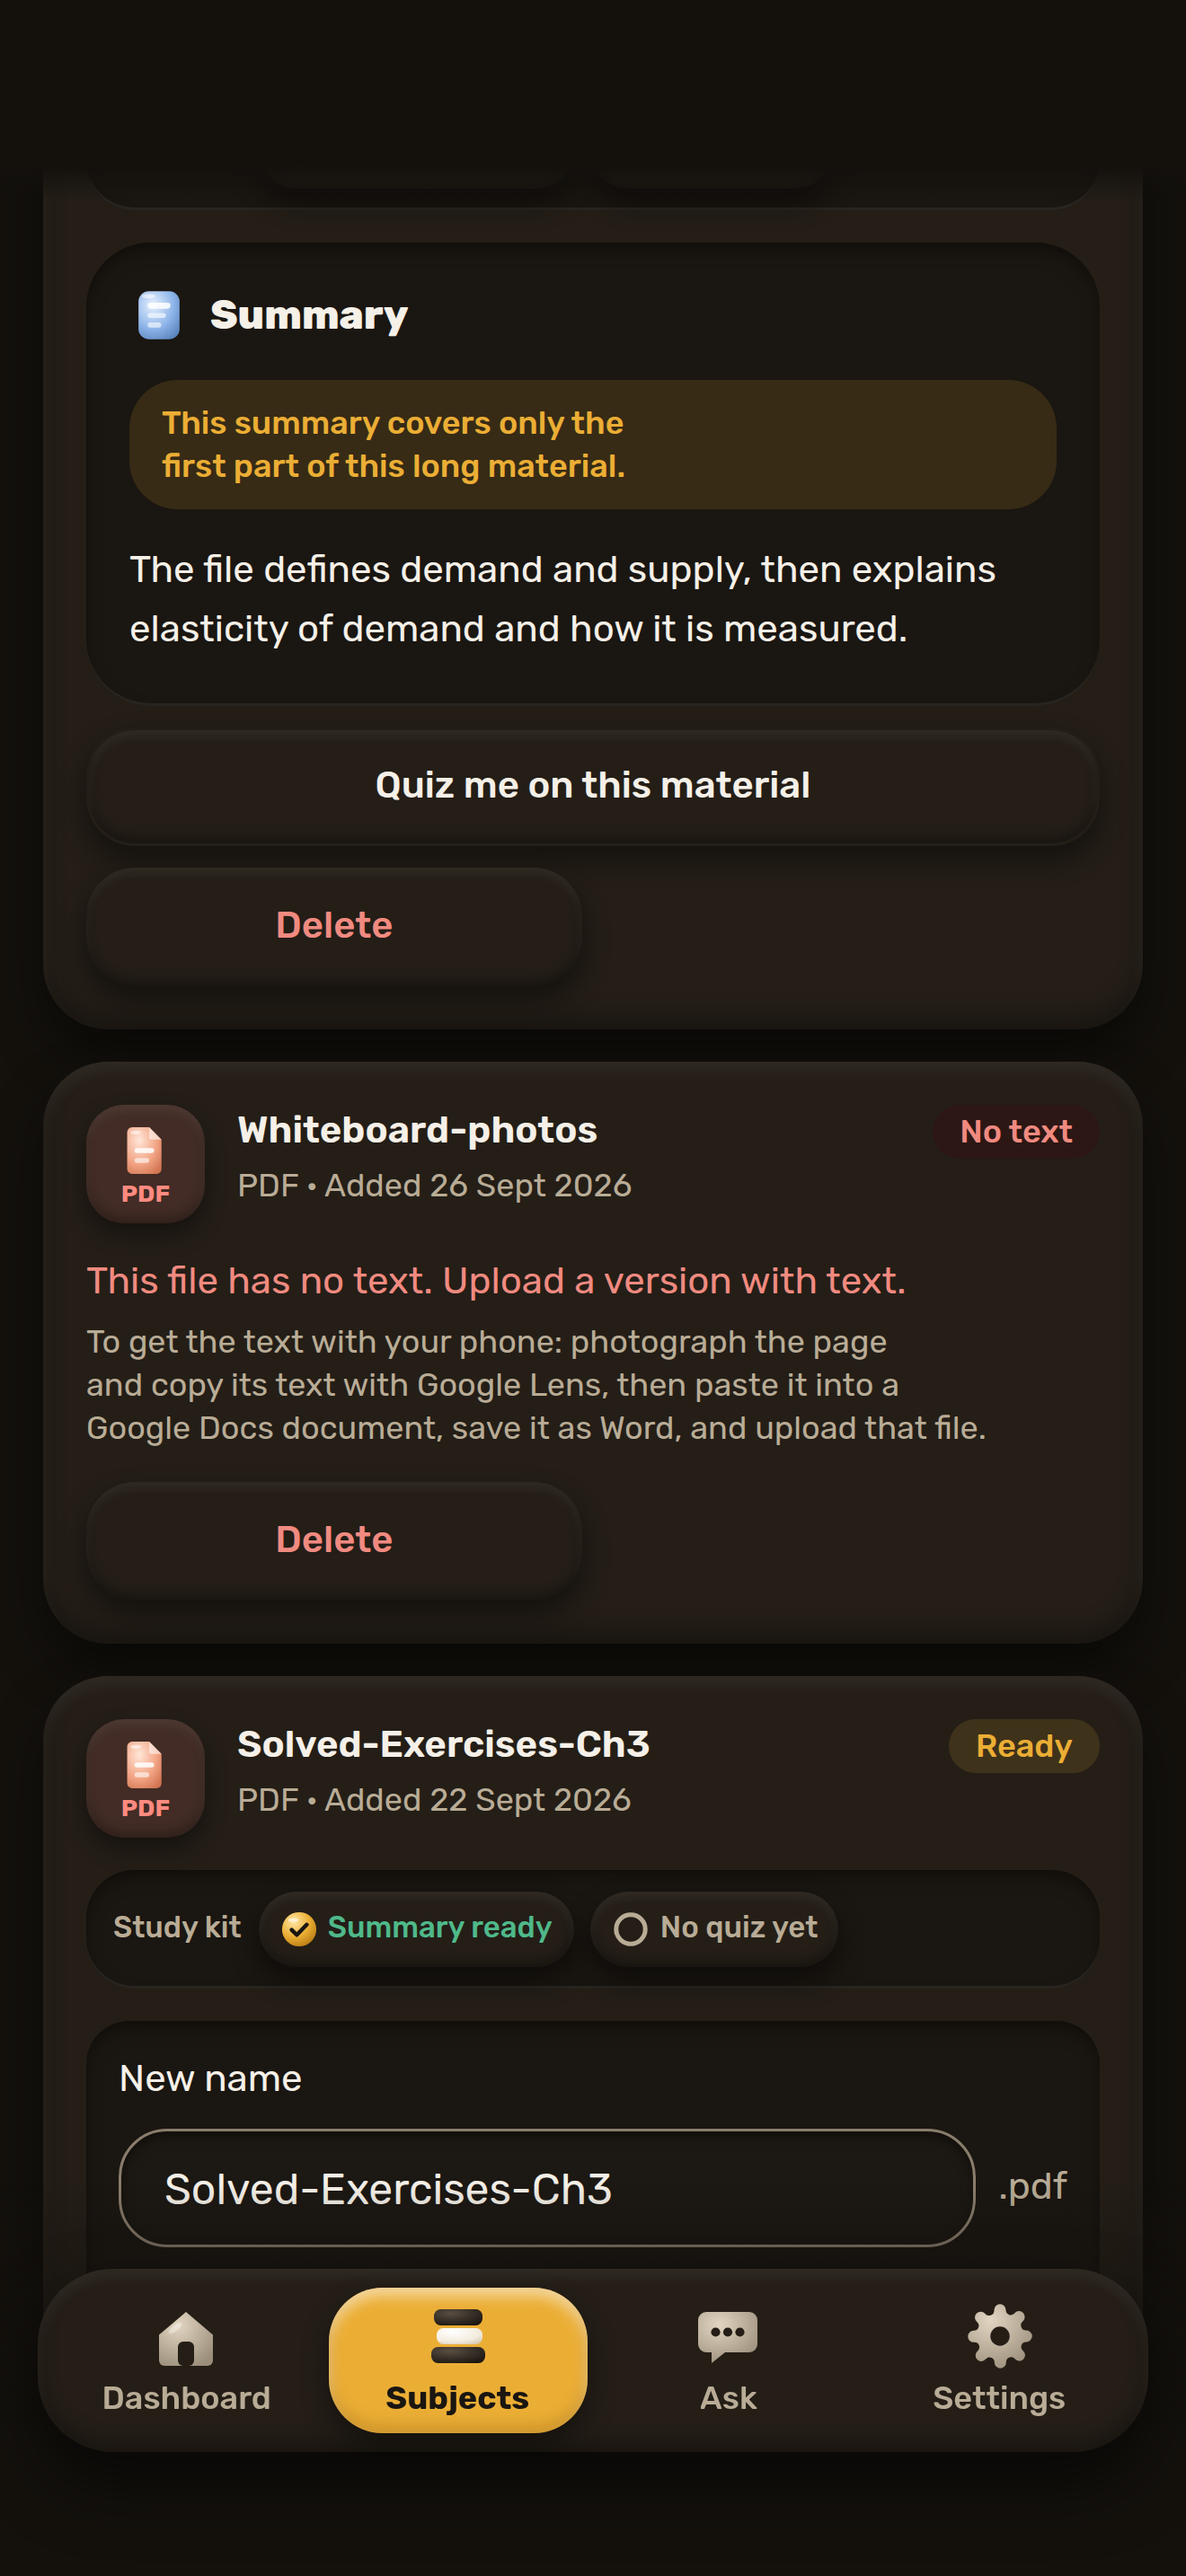 Summary
This summary covers only the
first part of this long material.
The file defines demand and supply, then explains
elasticity of demand and how it is measured.
Quiz me on this material
Delete
Whiteboard-photos
No text
PDF
PDF • Added 26 Sept 2026
This file has no text. Upload a version with text.
To get the text with your phone: photograph the page
and copy its text with Google Lens, then paste it into a
Google Docs document, save it as Word, and upload that file.
Delete
Solved-Exercises-Ch3
Ready
PDF
PDF • Added 22 Sept 2026
Study kit
Summary ready
No quiz yet
New name
Solved-Exercises-Ch3
.pdf
Dashboard
Subjects
Ask
Settings